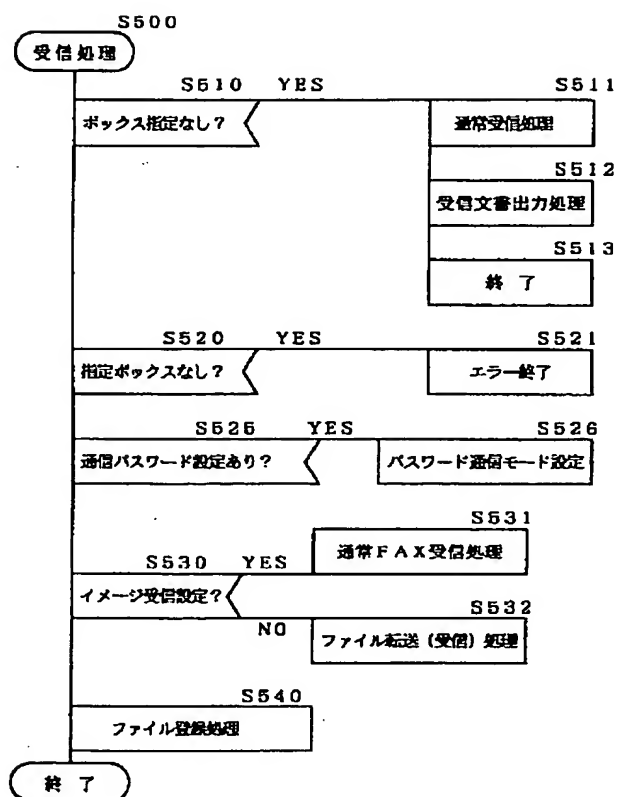 S500
受信処理
S510 YES S511
ボックス指定なし? 通常受信処理
S512
受信文書出力処理
S513
終 了
S520 YES S521
指定ボックスなし? エラー終了
S525 YES S526
通信パスワード設定あり? パスワード通信モード設定
S531
通常FAX受信処理
S530 YES
イメージ受信設定?
S532
NO ファイル転送(受信)処理
S540
ファイル登録処理
終 了